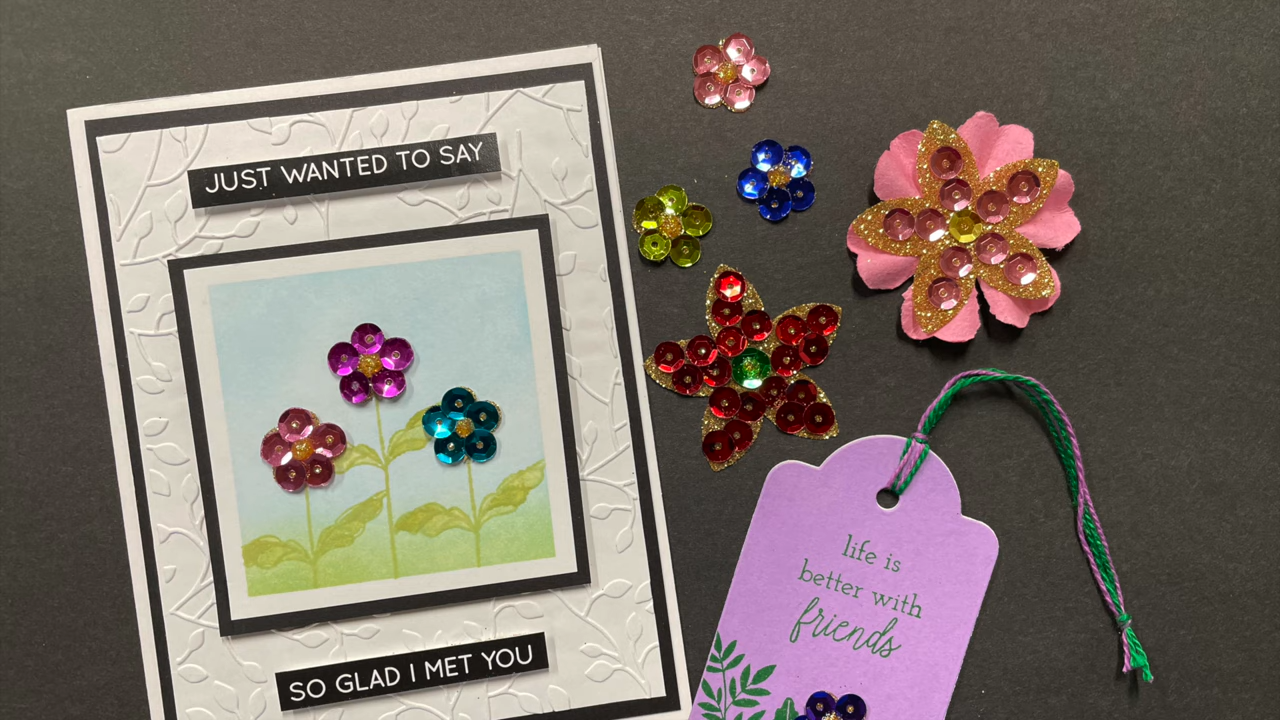 JUST WANTED TO SAY
SO GLAD I MET YOU
life is
better with
friends